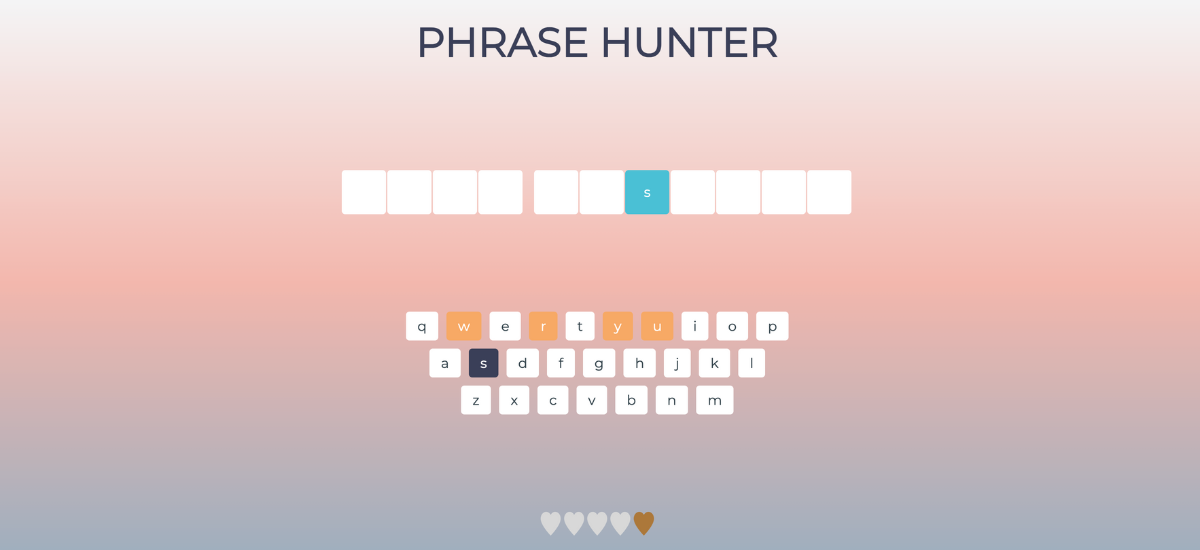 PHRASE HUNTER
s
q w e r t y u i o p
a s d f g h j k l
z x c v b n m